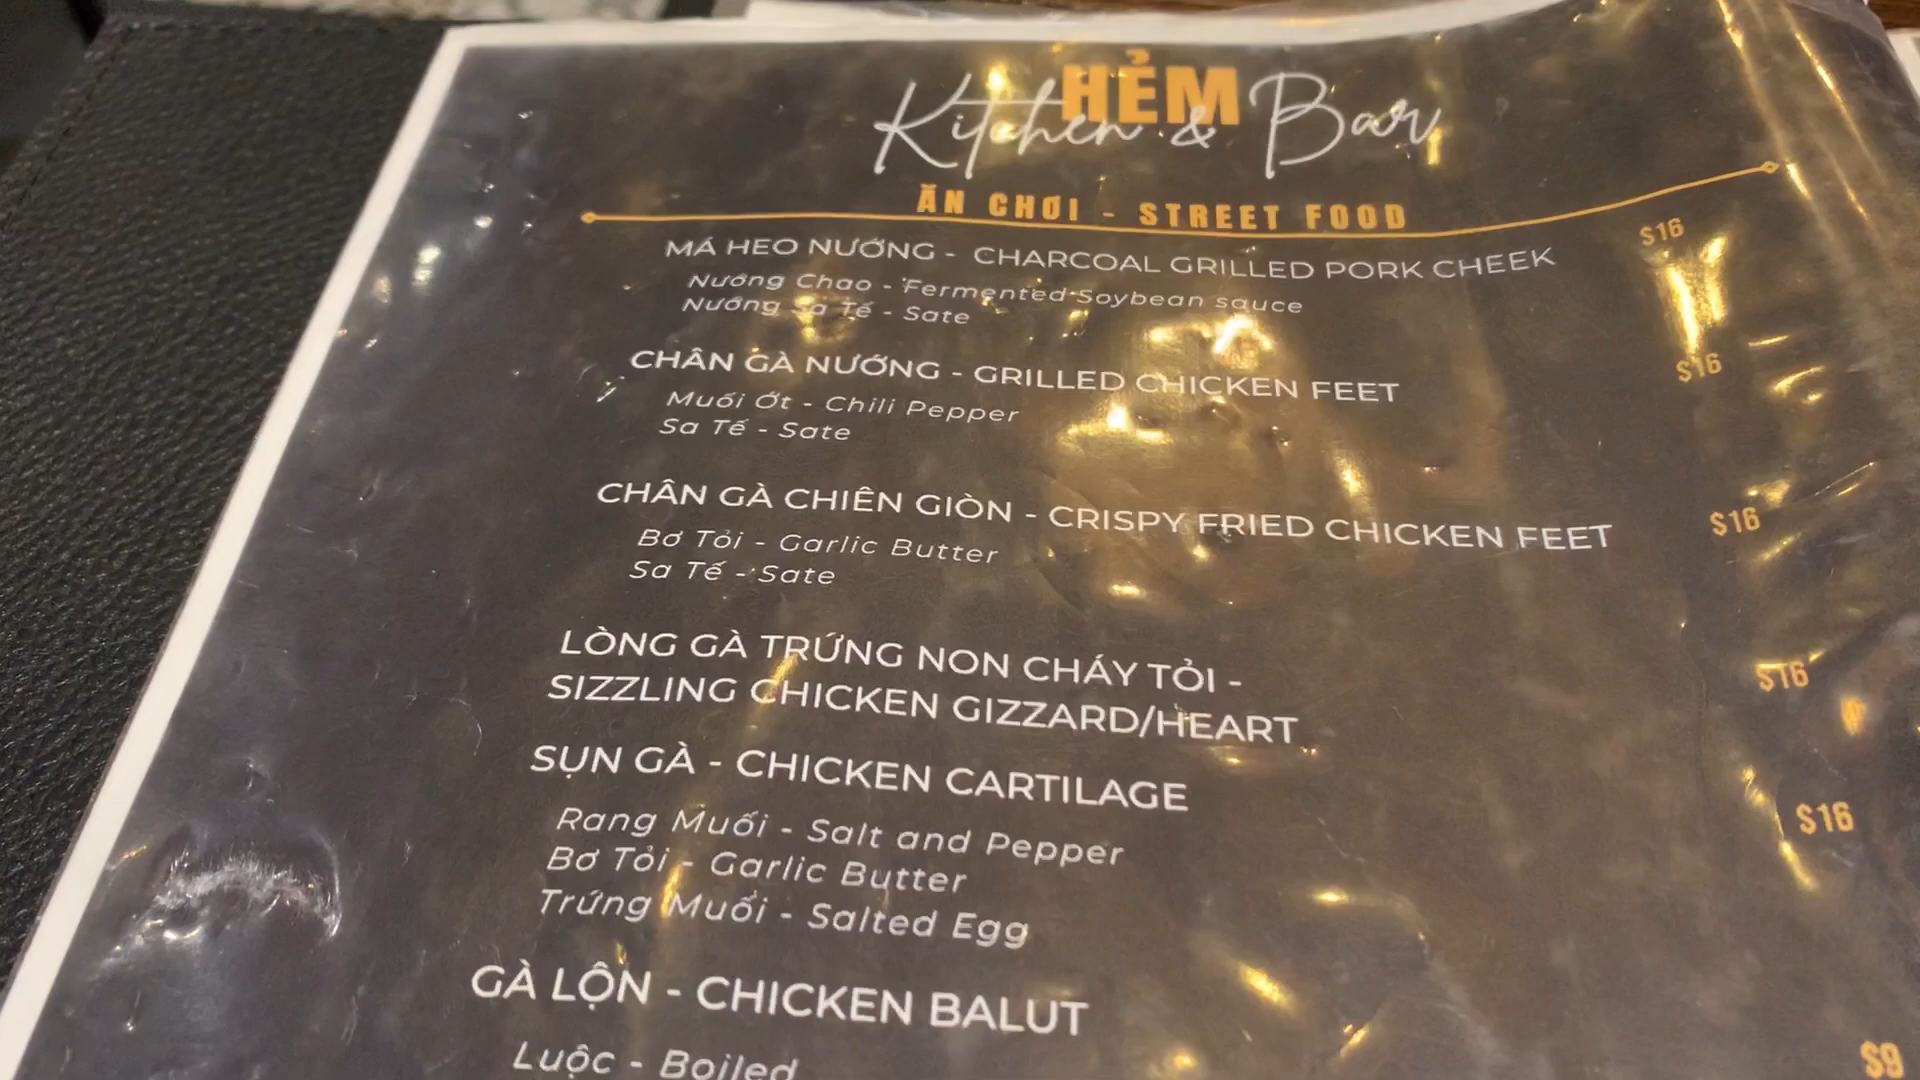 HẺM
Kitchen & Bar
ĂN CHƠI - STREET FOOD
MÁ HEO NƯỚNG - CHARCOAL GRILLED PORK CHEEK $16
Nướng Chao - Fermented Soybean sauce
Nướng Sa Tế - Sate
CHÂN GÀ NƯỚNG - GRILLED CHICKEN FEET $16
Muối Ớt - Chili Pepper
Sa Tế - Sate
CHÂN GÀ CHIÊN GIÒN - CRISPY FRIED CHICKEN FEET $16
Bơ Tỏi - Garlic Butter
Sa Tế - Sate
LÒNG GÀ TRỨNG NON CHÁY TỎI - $16
SIZZLING CHICKEN GIZZARD/HEART
SỤN GÀ - CHICKEN CARTILAGE $16
Rang Muối - Salt and Pepper
Bơ Tỏi - Garlic Butter
Trứng Muối - Salted Egg
GÀ LỘN - CHICKEN BALUT $9
Luộc - Boiled